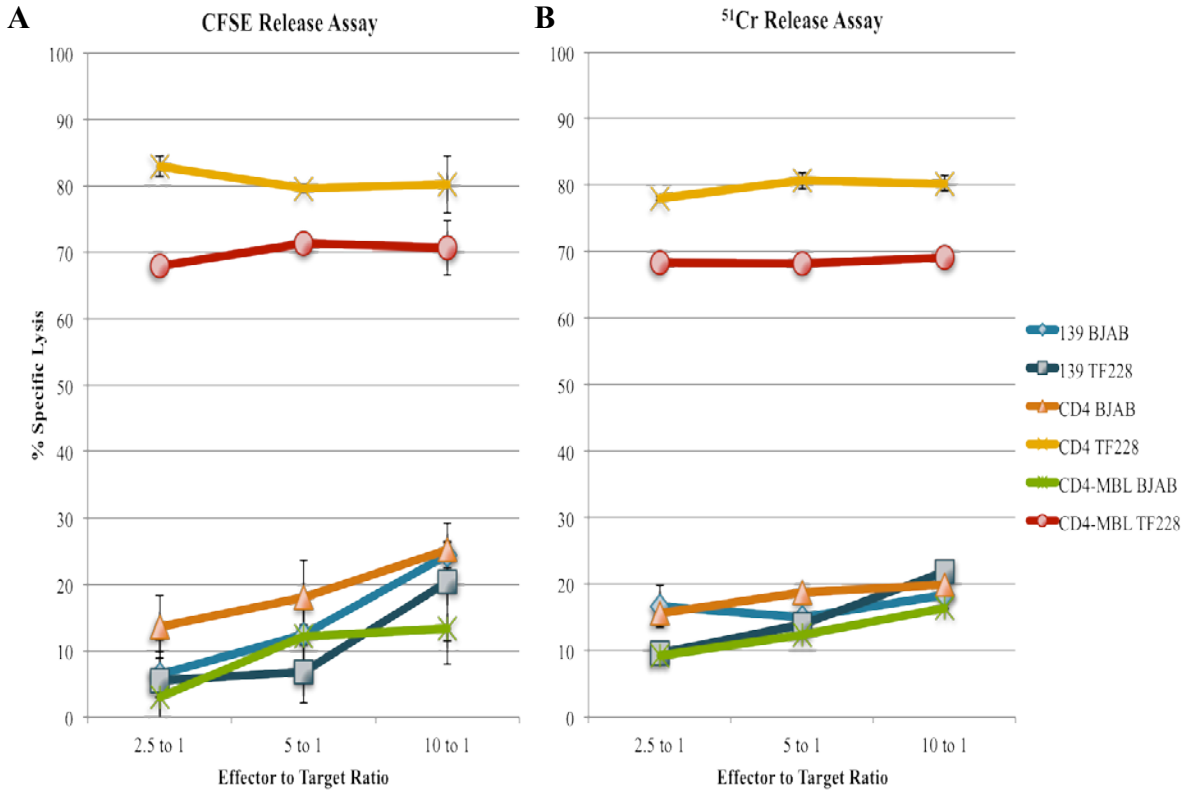 A
CFSE Release Assay
% Specific Lysis
100
90
80
70
60
50
40
30
20
10
0
2.5 to 1
5 to 1
10 to 1
Effector to Target Ratio
B
51Cr Release Assay
100
90
80
70
60
50
40
30
20
10
0
2.5 to 1
5 to 1
10 to 1
Effector to Target Ratio
139 BJAB
139 TF228
CD4 BJAB
CD4 TF228
CD4-MBL BJAB
CD4-MBL TF228